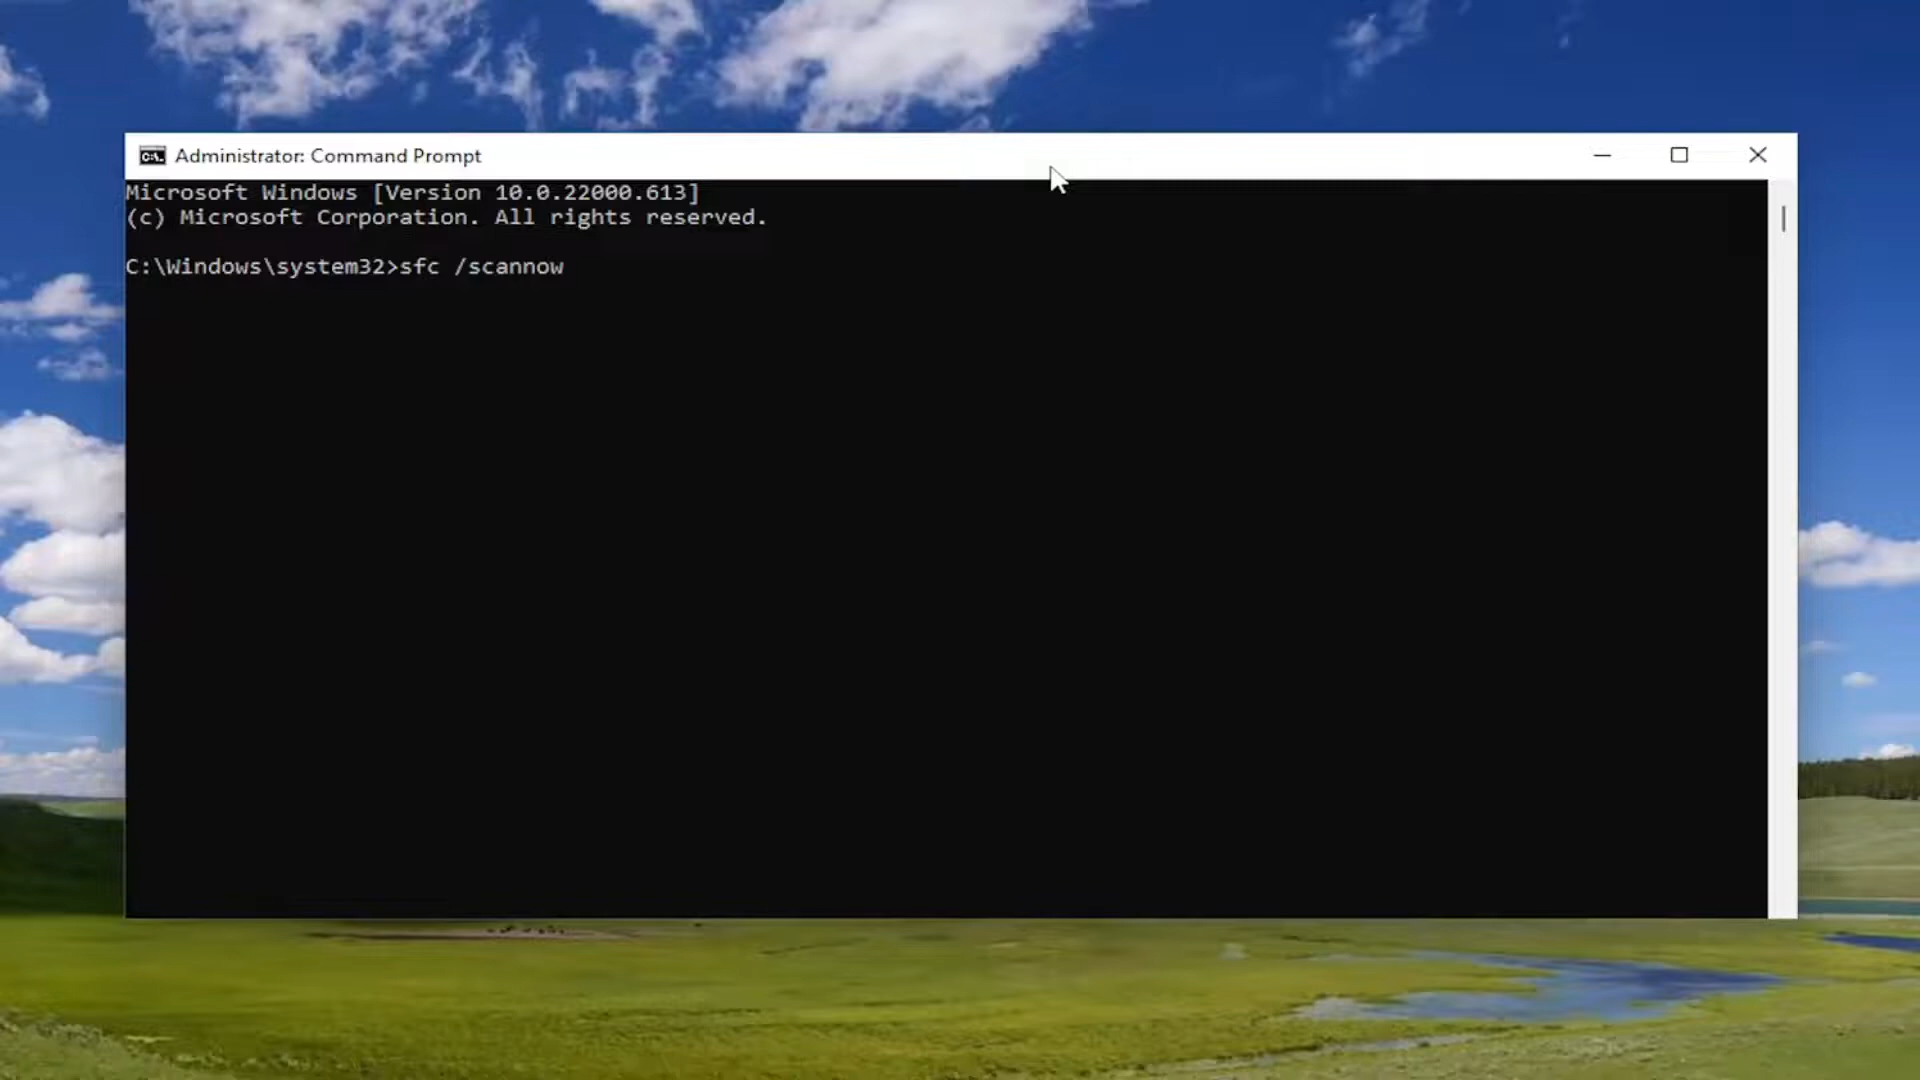 Administrator: Command Prompt
Microsoft Windows [Version 10.0.22000.613]
(c) Microsoft Corporation. All rights reserved.
C:\Windows\system32>sfc /scannow